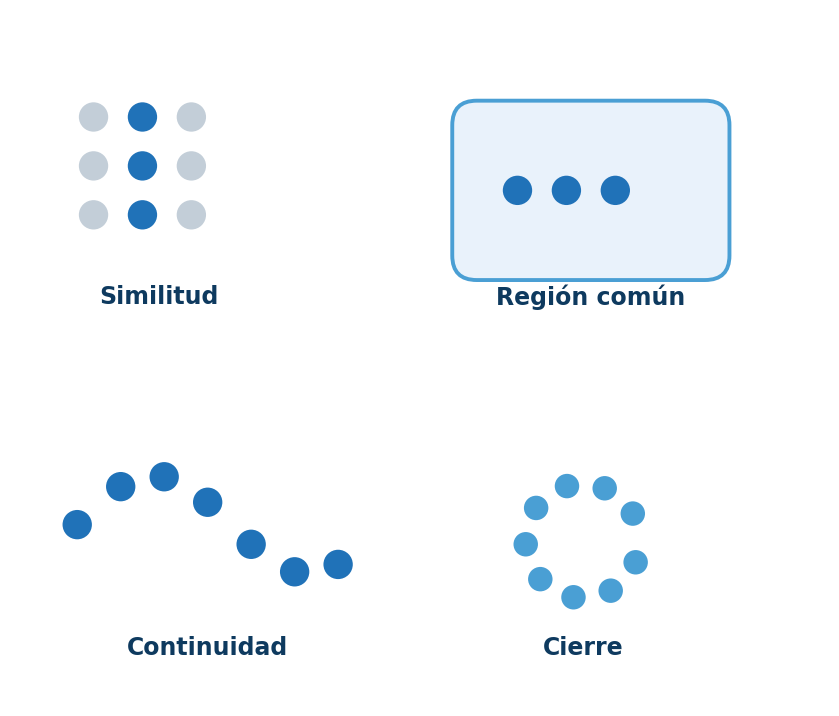 Similitud
Región común
Continuidad
Cierre